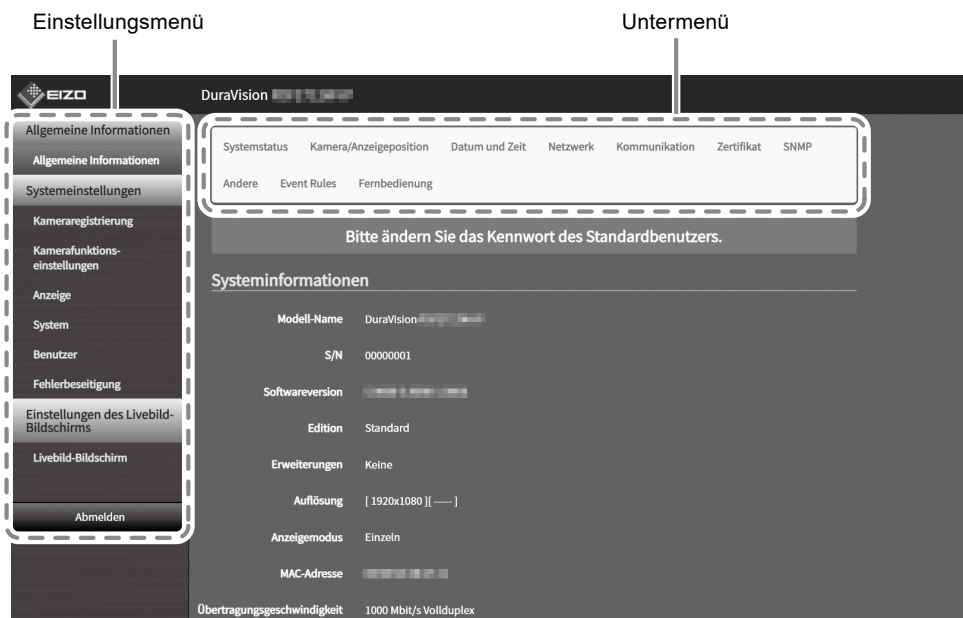 Einstellungsmenü
Untermenü
EIZO
DuraVision
Allgemeine Informationen
Allgemeine Informationen
Systemeinstellungen
Kameraregistrierung
Kamerafunktions-
einstellungen
Anzeige
System
Benutzer
Fehlerbeseitigung
Einstellungen des Livebild-
Bildschirms
Livebild-Bildschirm
Abmelden
Systemstatus Kamera/Anzeigeposition Datum und Zeit Netzwerk Kommunikation Zertifikat SNMP
Andere Event Rules Fernbedienung
Bitte ändern Sie das Kennwort des Standardbenutzers.
Systeminformationen
Modell-Name DuraVision
S/N 00000001
Softwareversion
Edition Standard
Erweiterungen Keine
Auflösung [ 1920x1080 ][ ----- ]
Anzeigemodus Einzeln
MAC-Adresse
Übertragungsgeschwindigkeit 1000 Mbit/s Vollduplex